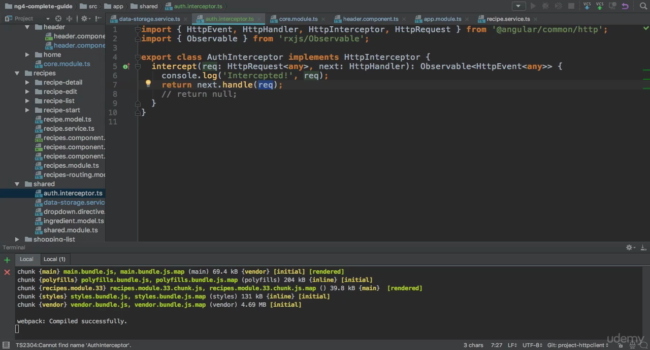 ng4-complete-guide src app shared auth.interceptor.ts
Project
data-storage.service.ts auth.interceptor.ts core.module.ts header.component.ts app.module.ts recipe.service.ts
header
header.component.
header.component.
home
core.module.ts
recipes
recipe-detail
recipe-edit
recipe-list
recipe-start
recipe.model.ts
recipe.service.ts
recipes.component.
recipes.component.
recipes.module.ts
recipes-routing.mod
shared
auth.interceptor.ts
data-storage.service
dropdown.directive.
ingredient.model.ts
shared.module.ts
shopping-list
1 import { HttpEvent, HttpHandler, HttpInterceptor, HttpRequest } from '@angular/common/http';
2 import { Observable } from 'rxjs/Observable';
3
4 export class AuthInterceptor implements HttpInterceptor {
5 intercept(req: HttpRequest<any>, next: HttpHandler): Observable<HttpEvent<any>> {
6 console.log('Intercepted!', req);
7 return next.handle(req);
8 // return null;
9 }
10 }
11
Terminal
Local Local (1)
chunk {main} main.bundle.js, main.bundle.js.map (main) 69.4 kB {vendor} [initial] [rendered]
chunk {polyfills} polyfills.bundle.js, polyfills.bundle.js.map (polyfills) 204 kB {inline} [initial]
chunk {recipes.module.33} recipes.module.33.chunk.js, recipes.module.33.chunk.js.map () 39.8 kB {main} [rendered]
chunk {styles} styles.bundle.js, styles.bundle.js.map (styles) 131 kB {inline} [initial]
chunk {vendor} vendor.bundle.js, vendor.bundle.js.map (vendor) 4.69 MB [initial]
webpack: Compiled successfully.
TS2304:Cannot find name 'AuthInterceptor'. 3 chars 7:27 LF÷ UTF-8÷ Git: project-httpclient
udemy